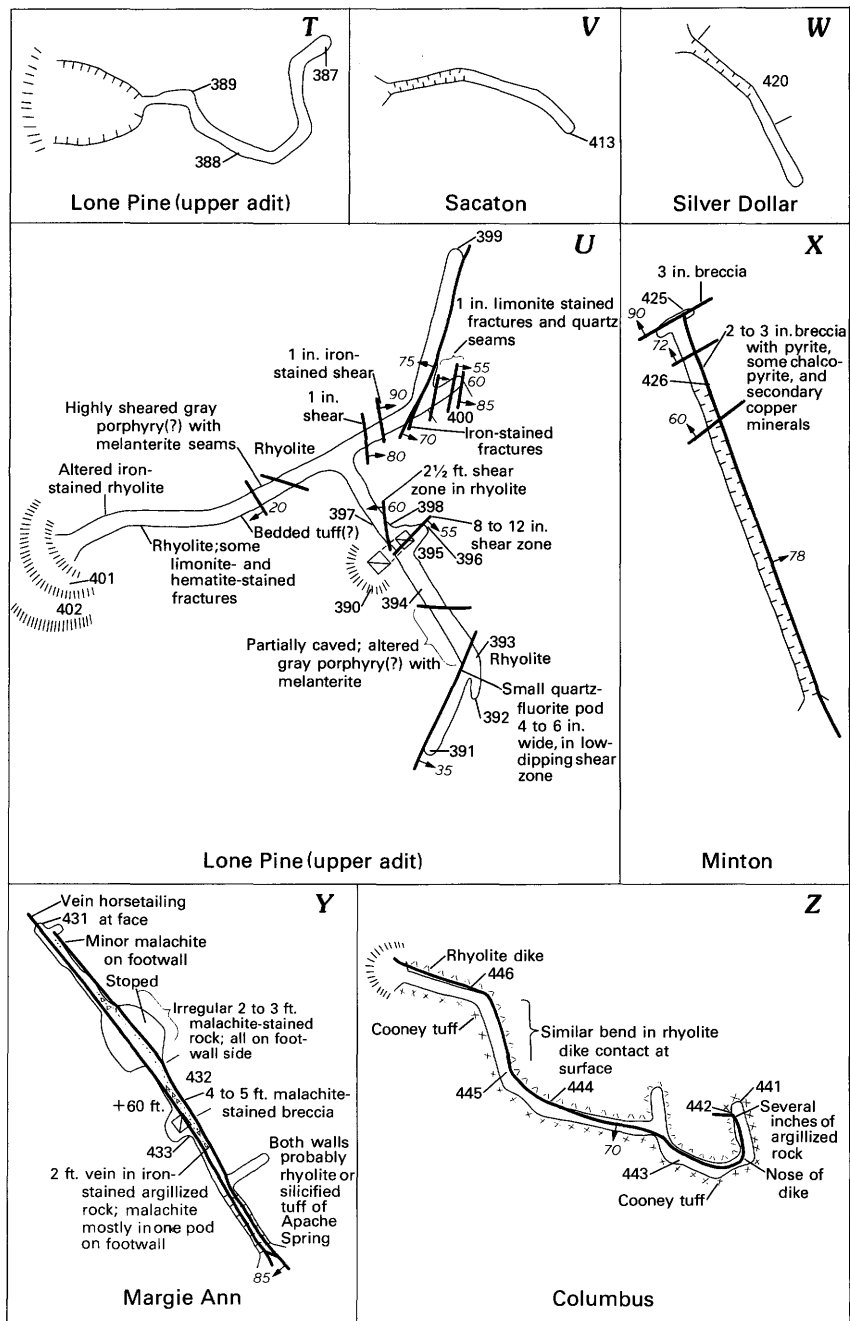 T
387
389
388
Lone Pine (upper adit)
V
413
Sacaton
W
420
Silver Dollar
U
399
1 in. limonite stained
fractures and quartz
seams
75
55
60
85
400
70
Iron-stained
fractures
1 in. iron-
stained shear
90
1 in.
shear
80
Highly sheared gray
porphyry(?) with
melanterite seams
Rhyolite
Altered iron-
stained rhyolite
20
Bedded tuff(?)
Rhyolite; some
limonite- and
hematite-stained
fractures
401
402
2½ ft. shear
zone in rhyolite
60
397
398
55
8 to 12 in.
shear zone
395
396
390
394
Partially caved; altered
gray porphyry(?) with
melanterite
393
Rhyolite
Small quartz-
fluorite pod
4 to 6 in.
wide, in low-
dipping shear
zone
392
391
35
Lone Pine (upper adit)
X
3 in. breccia
425
90
72
2 to 3 in. breccia
with pyrite,
some chalco-
pyrite, and
secondary
copper
minerals
426
60
78
Minton
Y
Vein horsetailing
at face
431
Minor malachite
on footwall
Stoped
Irregular 2 to 3 ft.
malachite-stained
rock; all on foot-
wall side
432
4 to 5 ft. malachite-
stained breccia
+60 ft.
433
2 ft. vein in iron-
stained argillized
rock; malachite
mostly in one pod
on footwall
Both walls
probably
rhyolite or
silicified
tuff of
Apache
Spring
85
Margie Ann
Z
Rhyolite dike
446
Cooney tuff
Similar bend in rhyolite
dike contact at
surface
445
444
70
443
442
441
Several
inches of
argillized
rock
Nose of
dike
Cooney tuff
Columbus